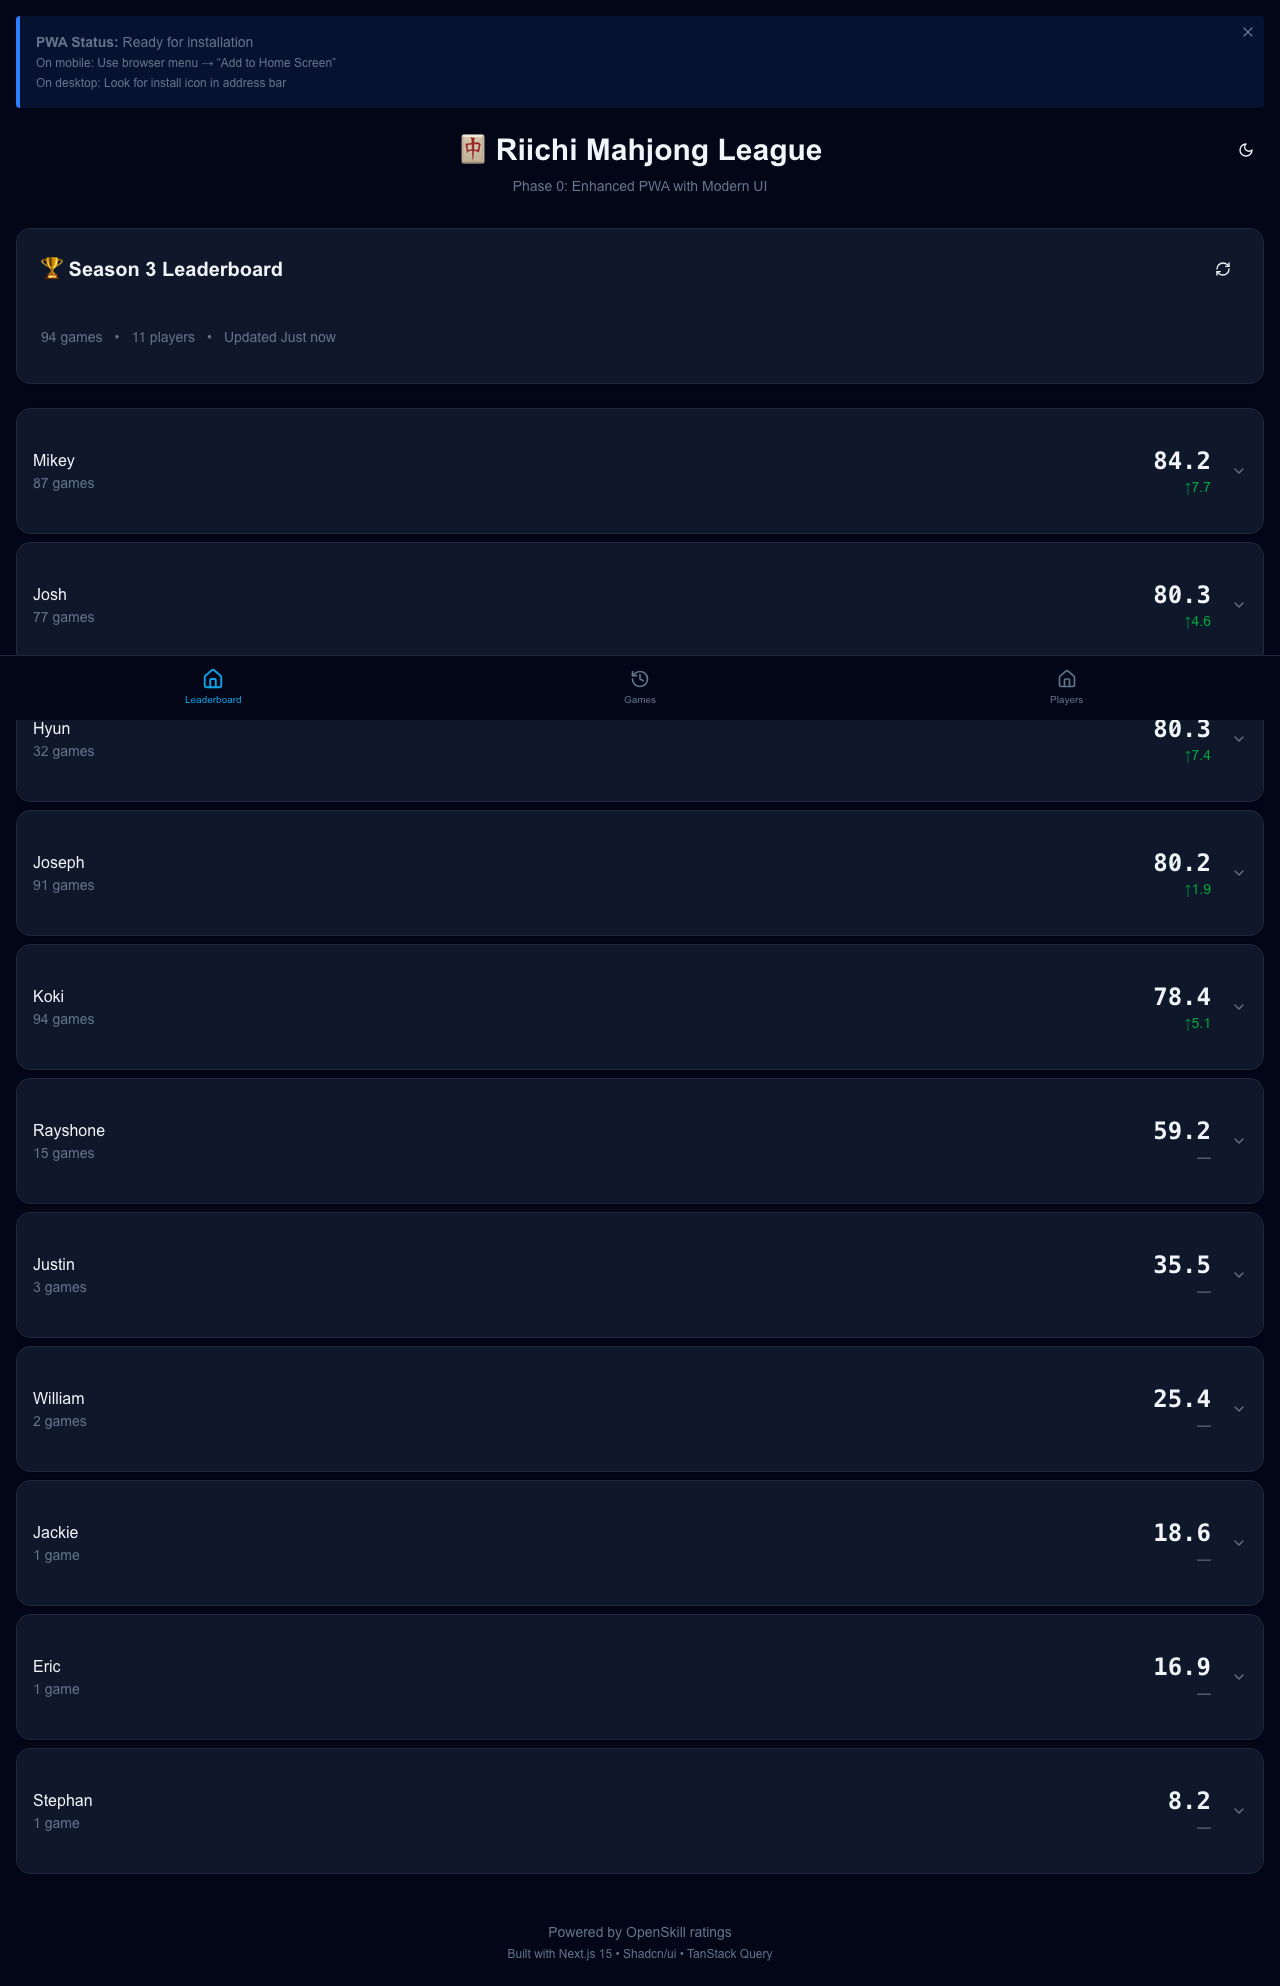 PWA Status: Ready for installation
On mobile: Use browser menu → “Add to Home Screen”
On desktop: Look for install icon in address bar
🀄 Riichi Mahjong League
Phase 0: Enhanced PWA with Modern UI
🏆 Season 3 Leaderboard
94 games • 11 players • Updated Just now
Mikey
87 games
84.2
↑7.7
Josh
77 games
80.3
↑4.6
Leaderboard
Games
Players
Hyun
32 games
80.3
↑7.4
Joseph
91 games
80.2
↑1.9
Koki
94 games
78.4
↑5.1
Rayshone
15 games
59.2
—
Justin
3 games
35.5
—
William
2 games
25.4
—
Jackie
1 game
18.6
—
Eric
1 game
16.9
—
Stephan
1 game
8.2
—
Powered by OpenSkill ratings
Built with Next.js 15 • Shadcn/ui • TanStack Query